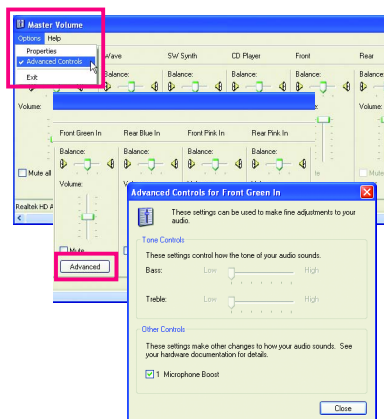 Master Volume
Options Help
Properties
Advanced Controls
Exit
Wave
SW Synth
CD Player
Front
Rear
Balance:
Balance:
Balance:
Balance:
Balance:
Volume:
Volume:
Mute all
Realtek HD A
Front Green In
Rear Blue In
Front Pink In
Rear Pink In
Balance:
Balance:
Balance:
Balance:
Volume:
Mute
Advanced
Advanced Controls for Front Green In
These settings can be used to make fine adjustments to your
audio.
Tone Controls
These settings control how the tone of your audio sounds.
Bass:
Low
High
Treble:
Low
High
Other Controls
These settings make other changes to how your audio sounds. See
your hardware documentation for details.
1 Microphone Boost
Close